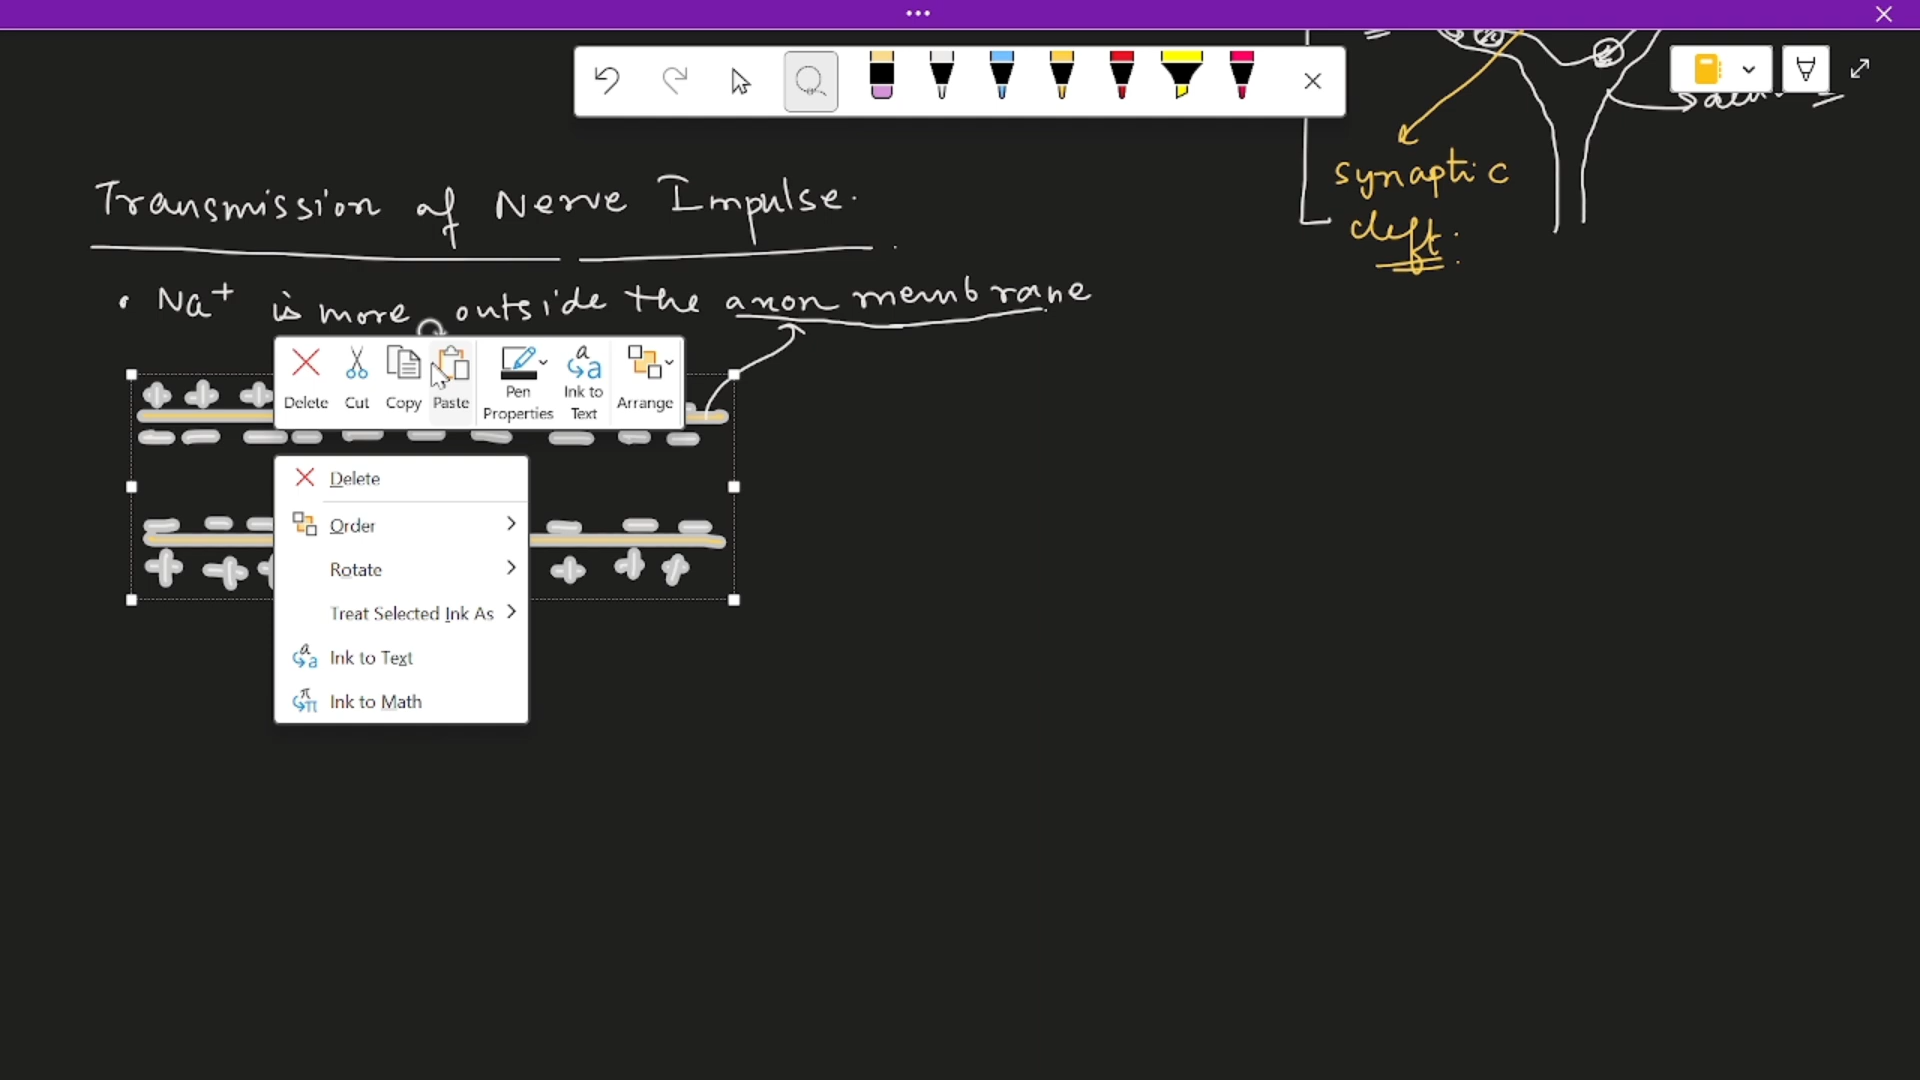 synaptic
cleft.
Transmission of Nerve Impulse.
• Na+ is more outside the axon membrane
Delete Cut Copy Paste Pen Properties Ink to Text Arrange
Delete
Order
Rotate
Treat Selected Ink As
Ink to Text
Ink to Math